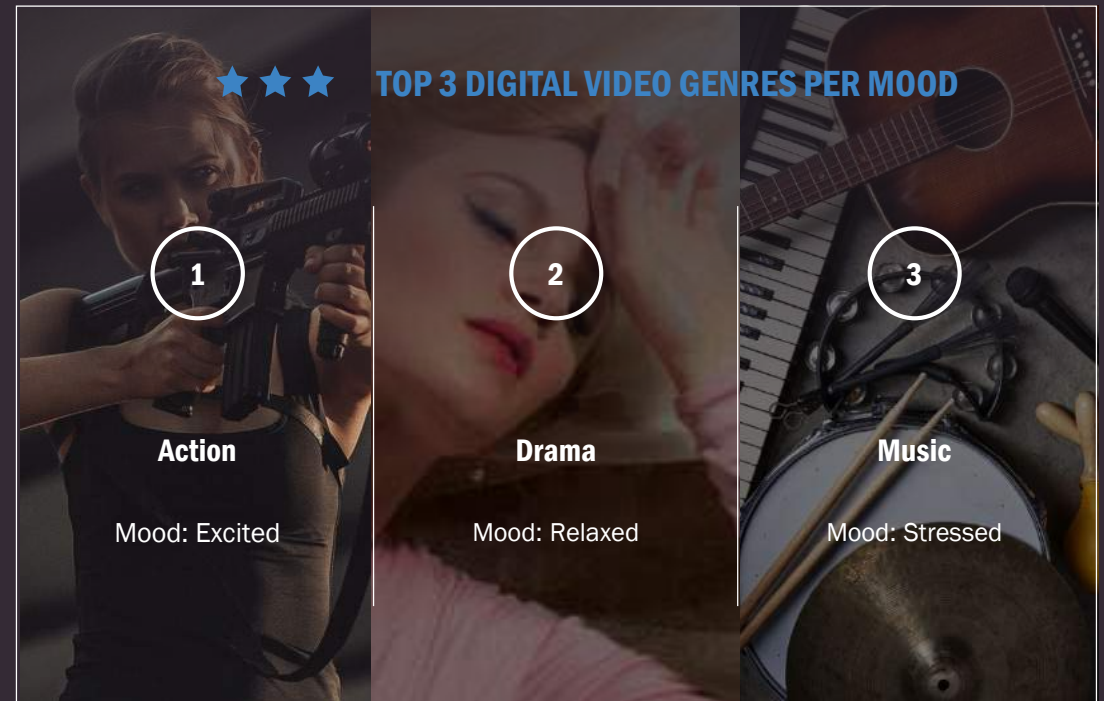 TOP 3 DIGITAL VIDEO GENRES PER MOOD
1
2
3
Action
Drama
Music
Mood: Excited
Mood: Relaxed
Mood: Stressed